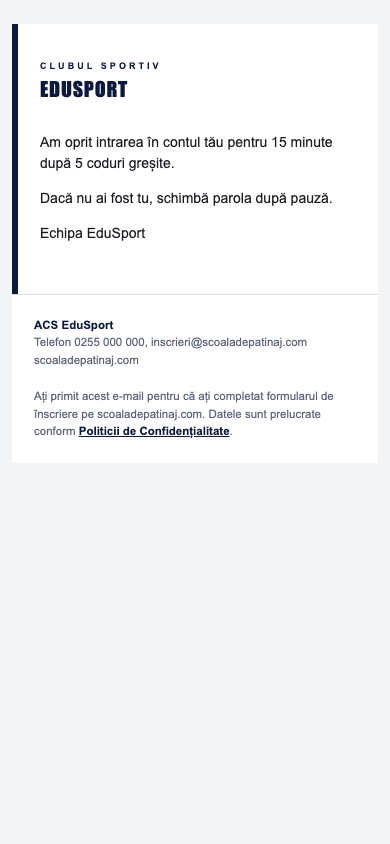 CLUBUL SPORTIV
EDUSPORT
Am oprit intrarea în contul tău pentru 15 minute
după 5 coduri greșite.
Dacă nu ai fost tu, schimbă parola după pauză.
Echipa EduSport
ACS EduSport
Telefon 0255 000 000, inscrieri@scoaladepatinaj.com
scoaladepatinaj.com
Ați primit acest e-mail pentru că ați completat formularul de
înscriere pe scoaladepatinaj.com. Datele sunt prelucrate
conform Politicii de Confidențialitate.